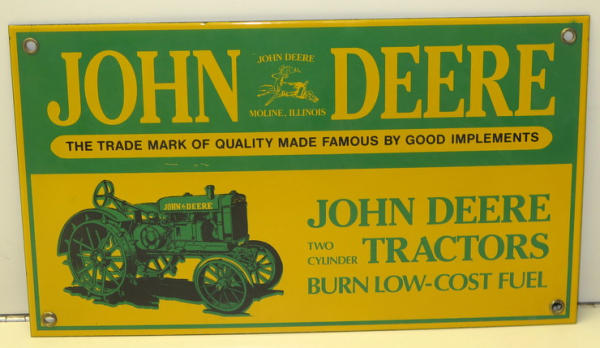 JOHN DEERE
JOHN DEERE
MOLINE, ILLINOIS
THE TRADE MARK OF QUALITY MADE FAMOUS BY GOOD IMPLEMENTS
JOHN DEERE
JOHN DEERE
TWO CYLINDER TRACTORS
BURN LOW-COST FUEL